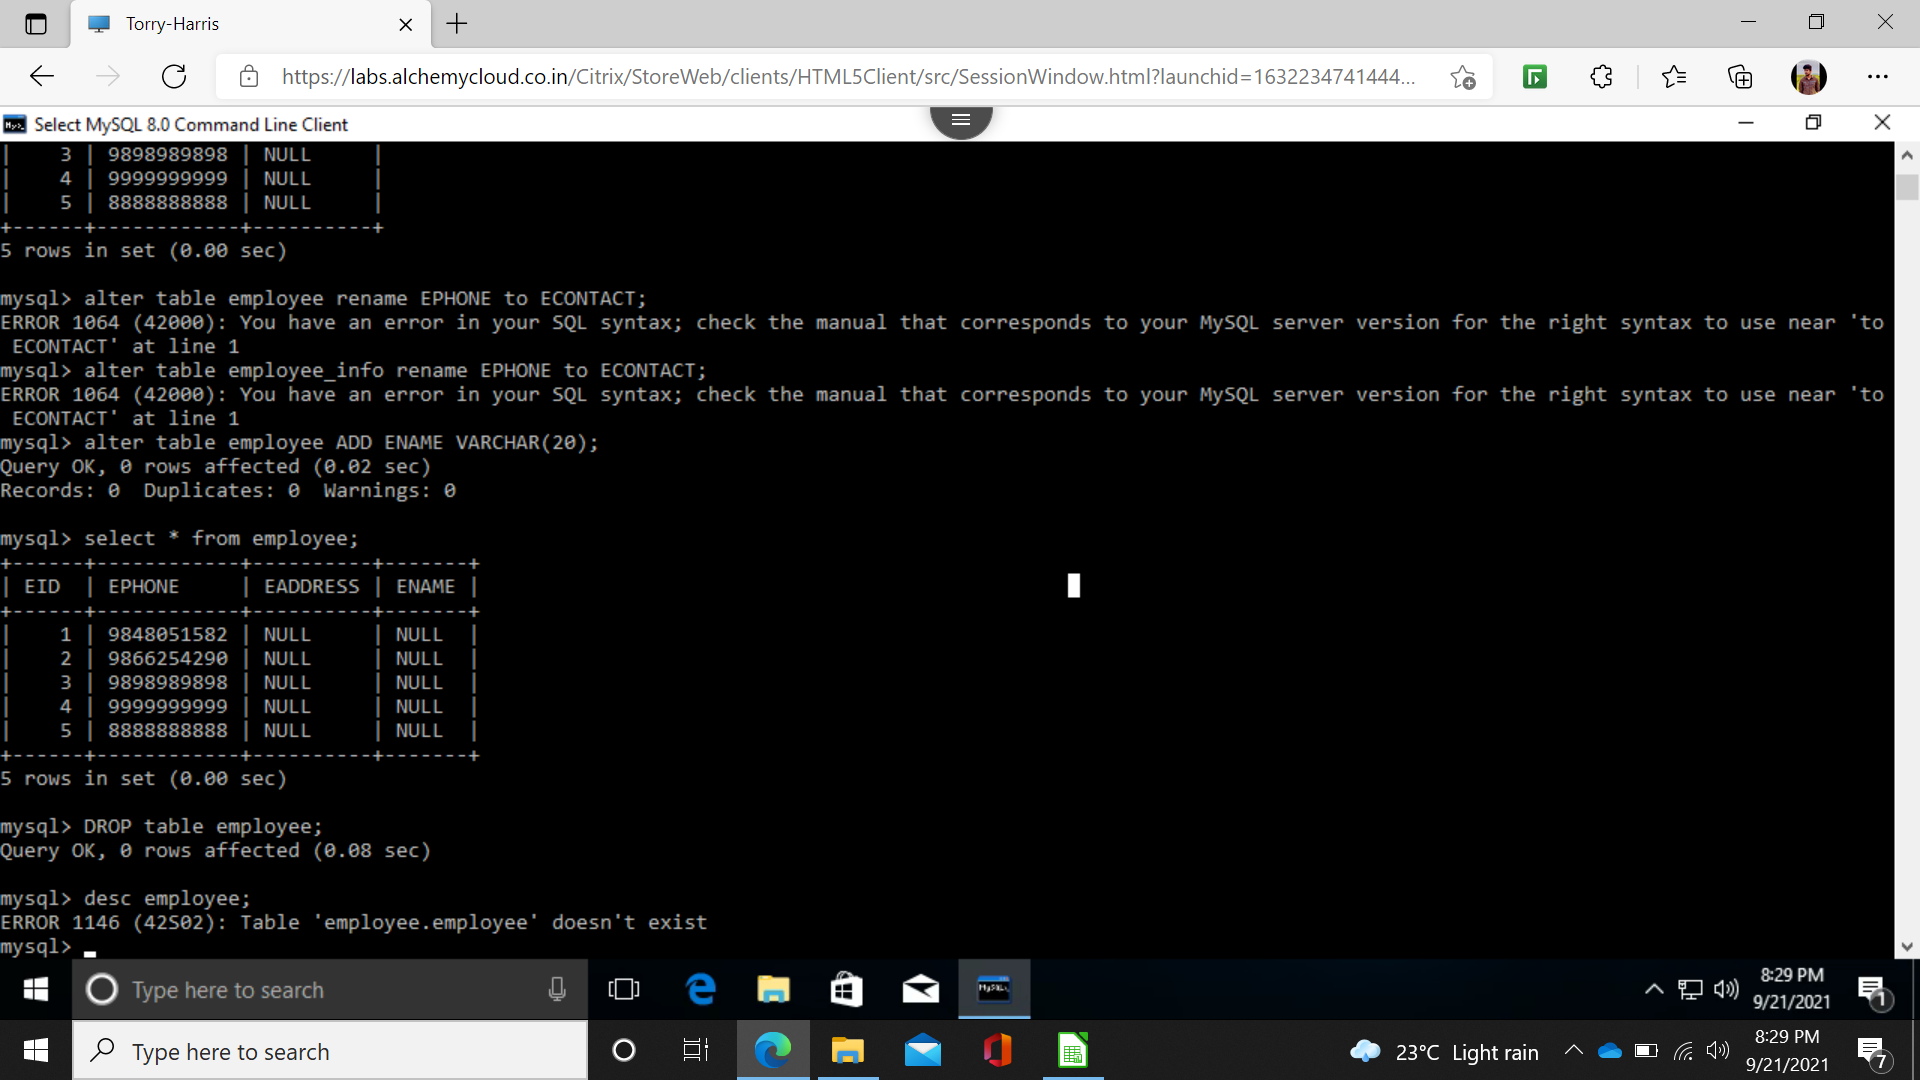 Torry-Harris
https://labs.alchemycloud.co.in/Citrix/StoreWeb/clients/HTML5Client/src/SessionWindow.html?launchid=1632234741444...
Select MySQL 8.0 Command Line Client
|    3 | 9898989898 | NULL     |
|    4 | 9999999999 | NULL     |
|    5 | 8888888888 | NULL     |
+------+------------+----------+
5 rows in set (0.00 sec)
mysql> alter table employee rename EPHONE to ECONTACT;
ERROR 1064 (42000): You have an error in your SQL syntax; check the manual that corresponds to your MySQL server version for the right syntax to use near 'to
ECONTACT' at line 1
mysql> alter table employee_info rename EPHONE to ECONTACT;
ERROR 1064 (42000): You have an error in your SQL syntax; check the manual that corresponds to your MySQL server version for the right syntax to use near 'to
ECONTACT' at line 1
mysql> alter table employee ADD ENAME VARCHAR(20);
Query OK, 0 rows affected (0.02 sec)
Records: 0  Duplicates: 0  Warnings: 0
mysql> select * from employee;
+------+------------+----------+-------+
| EID  | EPHONE     | EADDRESS | ENAME |
+------+------------+----------+-------+
|    1 | 9848051582 | NULL     | NULL  |
|    2 | 9866254290 | NULL     | NULL  |
|    3 | 9898989898 | NULL     | NULL  |
|    4 | 9999999999 | NULL     | NULL  |
|    5 | 8888888888 | NULL     | NULL  |
+------+------------+----------+-------+
5 rows in set (0.00 sec)
mysql> DROP table employee;
Query OK, 0 rows affected (0.08 sec)
mysql> desc employee;
ERROR 1146 (42S02): Table 'employee.employee' doesn't exist
mysql>
Type here to search
8:29 PM
9/21/2021
1
Type here to search
23°C Light rain
8:29 PM
9/21/2021
7